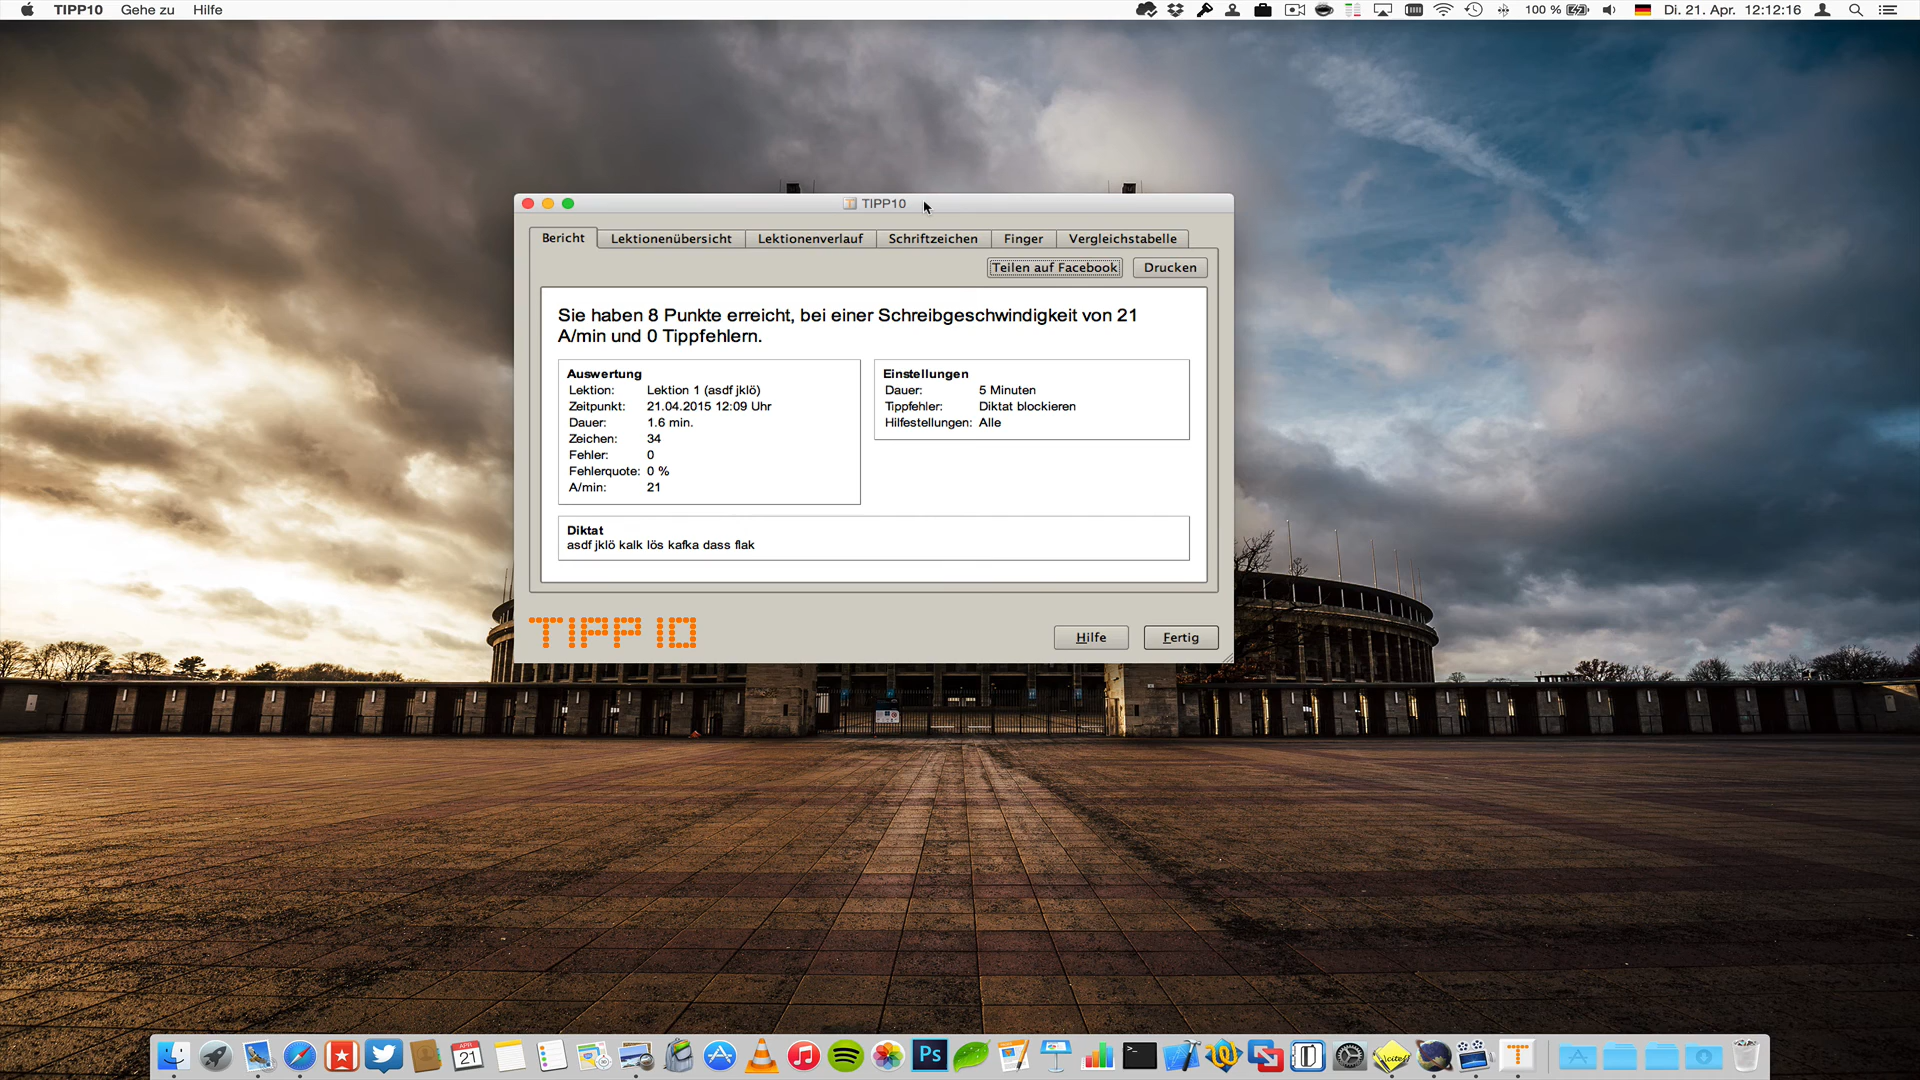 TIPP10 Gehe zu Hilfe 100 % Di. 21. Apr. 12:12:16
TIPP10
Bericht Lektionenübersicht Lektionenverlauf Schriftzeichen Finger Vergleichstabelle
Teilen auf Facebook Drucken
Sie haben 8 Punkte erreicht, bei einer Schreibgeschwindigkeit von 21
A/min und 0 Tippfehlern.
Auswertung
Lektion: Lektion 1 (asdf jklö)
Zeitpunkt: 21.04.2015 12:09 Uhr
Dauer: 1.6 min.
Zeichen: 34
Fehler: 0
Fehlerquote: 0 %
A/min: 21
Einstellungen
Dauer: 5 Minuten
Tippfehler: Diktat blockieren
Hilfestellungen: Alle
Diktat
asdf jklö kalk lös kafka dass flak
TIPP10
Hilfe Fertig
APR
21
Ps
T